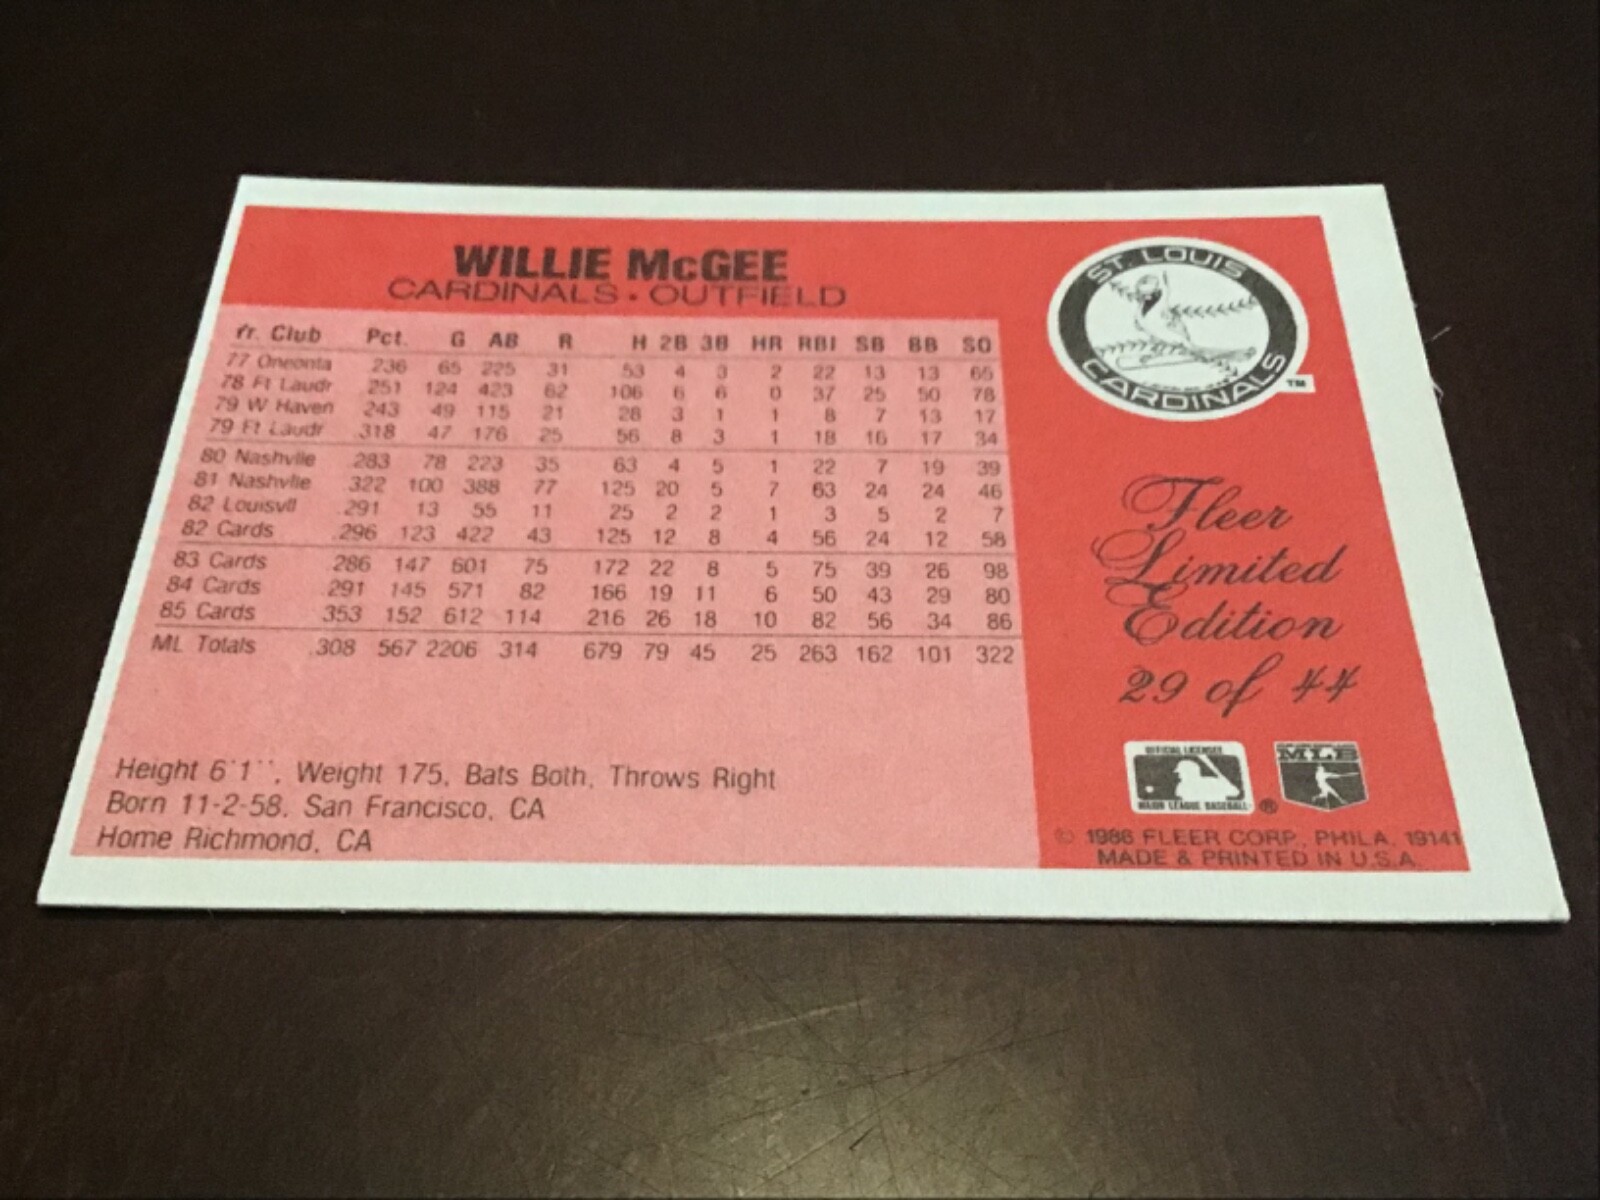 WILLIE McGEE
CARDINALS · OUTFIELD
Yr. Club Pct. G AB R H 2B 3B HR RBI SB BB SO
77 Oneonta .236 65 225 31 53 4 3 2 22 13 13 65
78 Ft Laudr .251 124 423 62 106 6 6 0 37 25 50 78
79 W Haven .243 49 115 21 28 3 1 1 8 7 13 17
79 Ft Laudr .318 47 176 25 56 8 3 1 18 16 17 34
80 Nashvlle .283 78 223 35 63 4 5 1 22 7 19 39
81 Nashvlle .322 100 388 77 125 20 5 7 63 24 24 46
82 Louisvll .291 13 55 11 25 2 2 1 3 5 2 7
82 Cards .296 123 422 43 125 12 8 4 56 24 12 58
83 Cards .286 147 601 75 172 22 8 5 75 39 26 98
84 Cards .291 145 571 82 166 19 11 6 50 43 29 80
85 Cards .353 152 612 114 216 26 18 10 82 56 34 86
ML Totals .308 567 2206 314 679 79 45 25 263 162 101 322
Height 6'1'', Weight 175, Bats Both, Throws Right
Born 11-2-58, San Francisco, CA
Home Richmond, CA
ST. LOUIS
CARDINALS
TM
Fleer
Limited
Edition
29 of 44
OFFICIAL LICENSEE
MAJOR LEAGUE BASEBALL
®
MLB
© 1986 FLEER CORP., PHILA. 19141
MADE & PRINTED IN U.S.A.